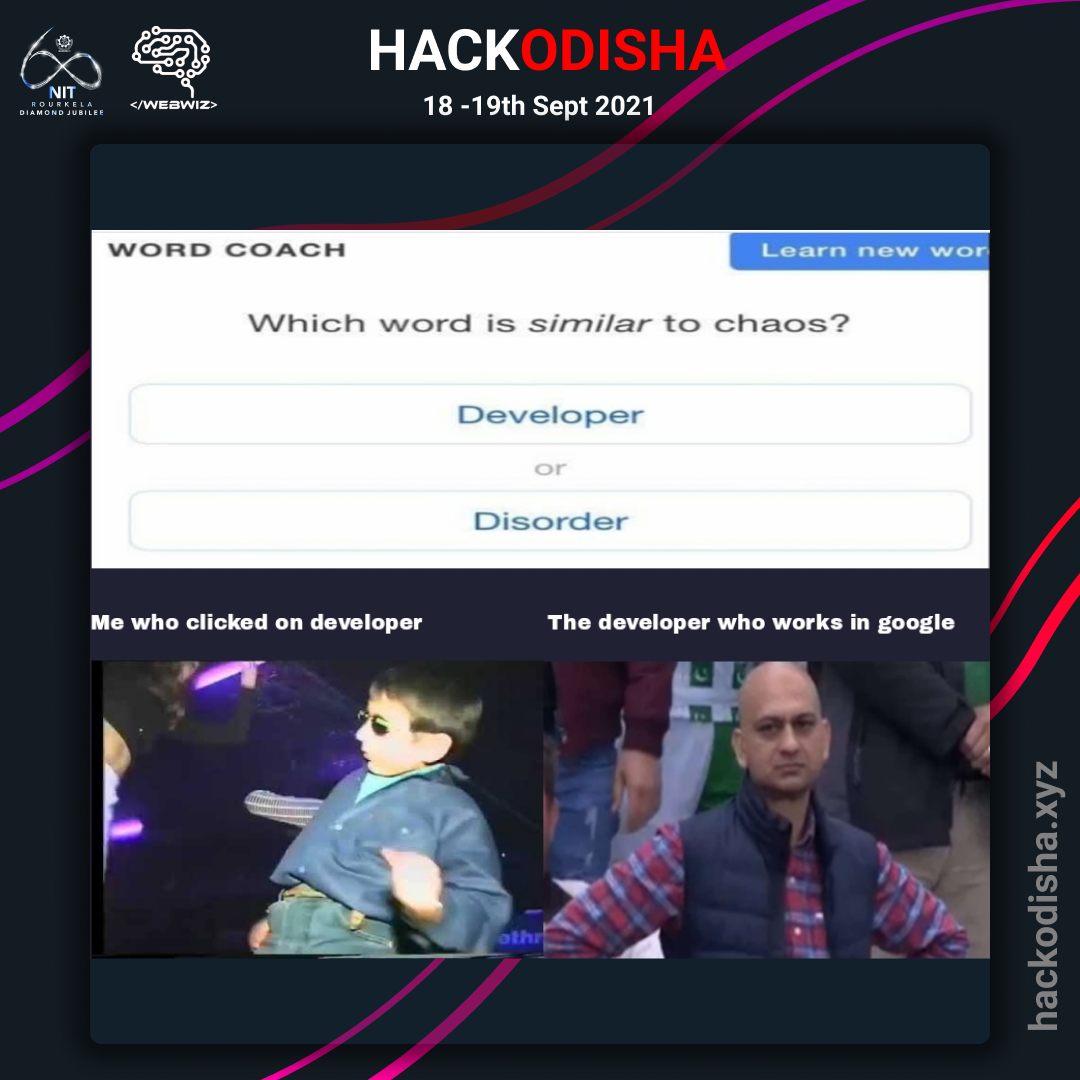 NIT
ROURKELA
DIAMOND JUBILEE
</WEBWIZ>
HACKODISHA
18 -19th Sept 2021
WORD COACH
Learn new wor
Which word is similar to chaos?
Developer
or
Disorder
Me who clicked on developer
The developer who works in google
othr
hackodisha.xyz